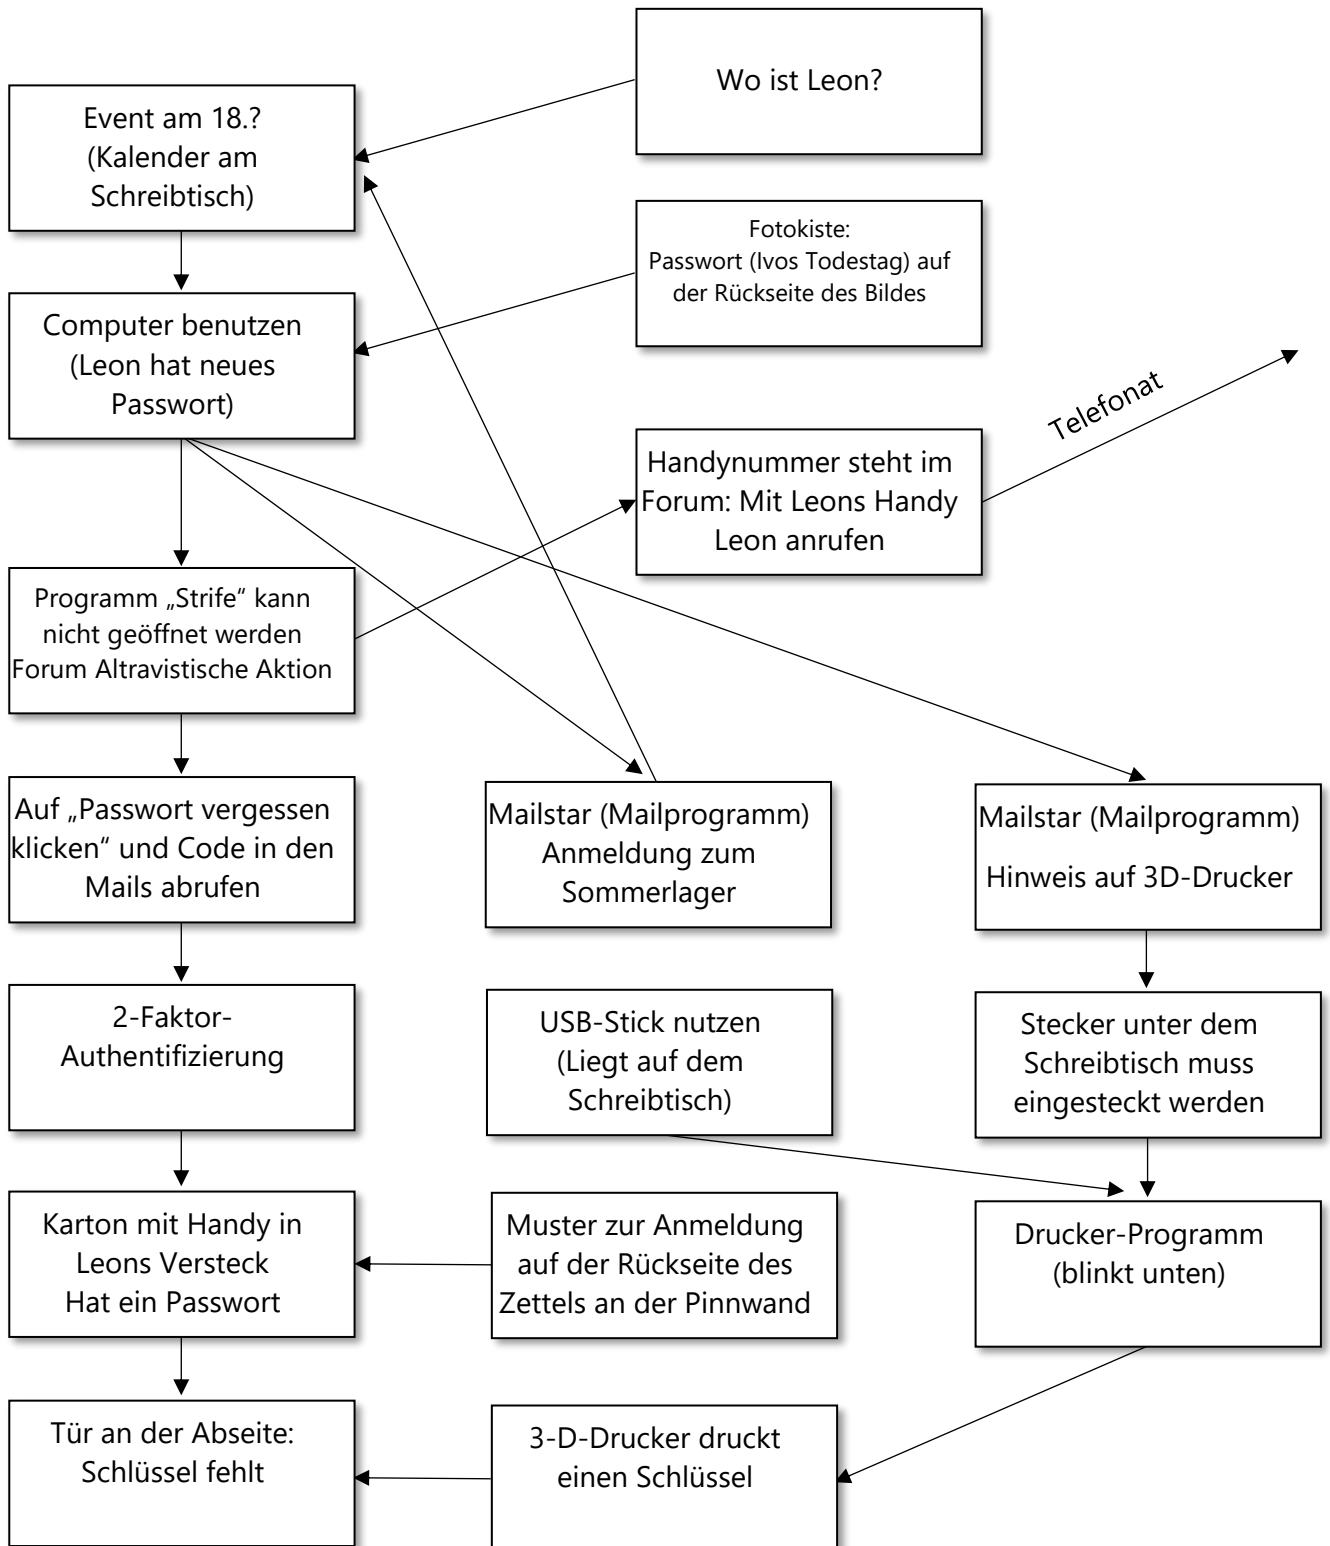 Wo ist Leon?
Event am 18.?
(Kalender am
Schreibtisch)
Fotokiste:
Passwort (Ivos Todestag) auf
der Rückseite des Bildes
Computer benutzen
(Leon hat neues
Passwort)
Telefonat
Handynummer steht im
Forum: Mit Leons Handy
Leon anrufen
Programm „Strife“ kann
nicht geöffnet werden
Forum Altravistische Aktion
Auf „Passwort vergessen
klicken“ und Code in den
Mails abrufen
Mailstar (Mailprogramm)
Anmeldung zum
Sommerlager
Mailstar (Mailprogramm)
Hinweis auf 3D-Drucker
2-Faktor-
Authentifizierung
USB-Stick nutzen
(Liegt auf dem
Schreibtisch)
Stecker unter dem
Schreibtisch muss
eingesteckt werden
Karton mit Handy in
Leons Versteck
Hat ein Passwort
Muster zur Anmeldung
auf der Rückseite des
Zettels an der Pinnwand
Drucker-Programm
(blinkt unten)
Tür an der Abseite:
Schlüssel fehlt
3-D-Drucker druckt
einen Schlüssel